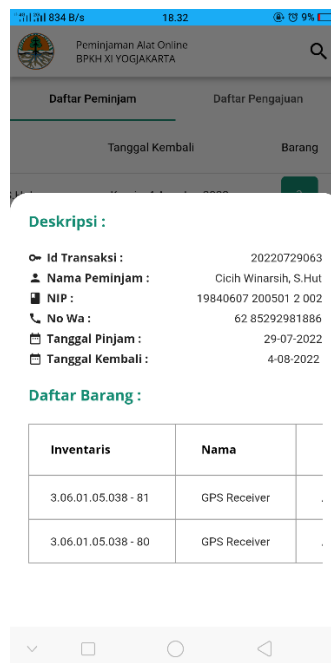 834 B/s 18.32 9%
Peminjaman Alat Online
BPKH XI YOGJAKARTA
Daftar Peminjam Daftar Pengajuan
Tanggal Kembali Barang
Deskripsi :
Id Transaksi : 20220729063
Nama Peminjam : Cicih Winarsih, S.Hut
NIP : 19840607 200501 2 002
No Wa : 62 85292981886
Tanggal Pinjam : 29-07-2022
Tanggal Kembali : 4-08-2022
Daftar Barang :
Inventaris Nama
3.06.01.05.038 - 81 GPS Receiver
3.06.01.05.038 - 80 GPS Receiver